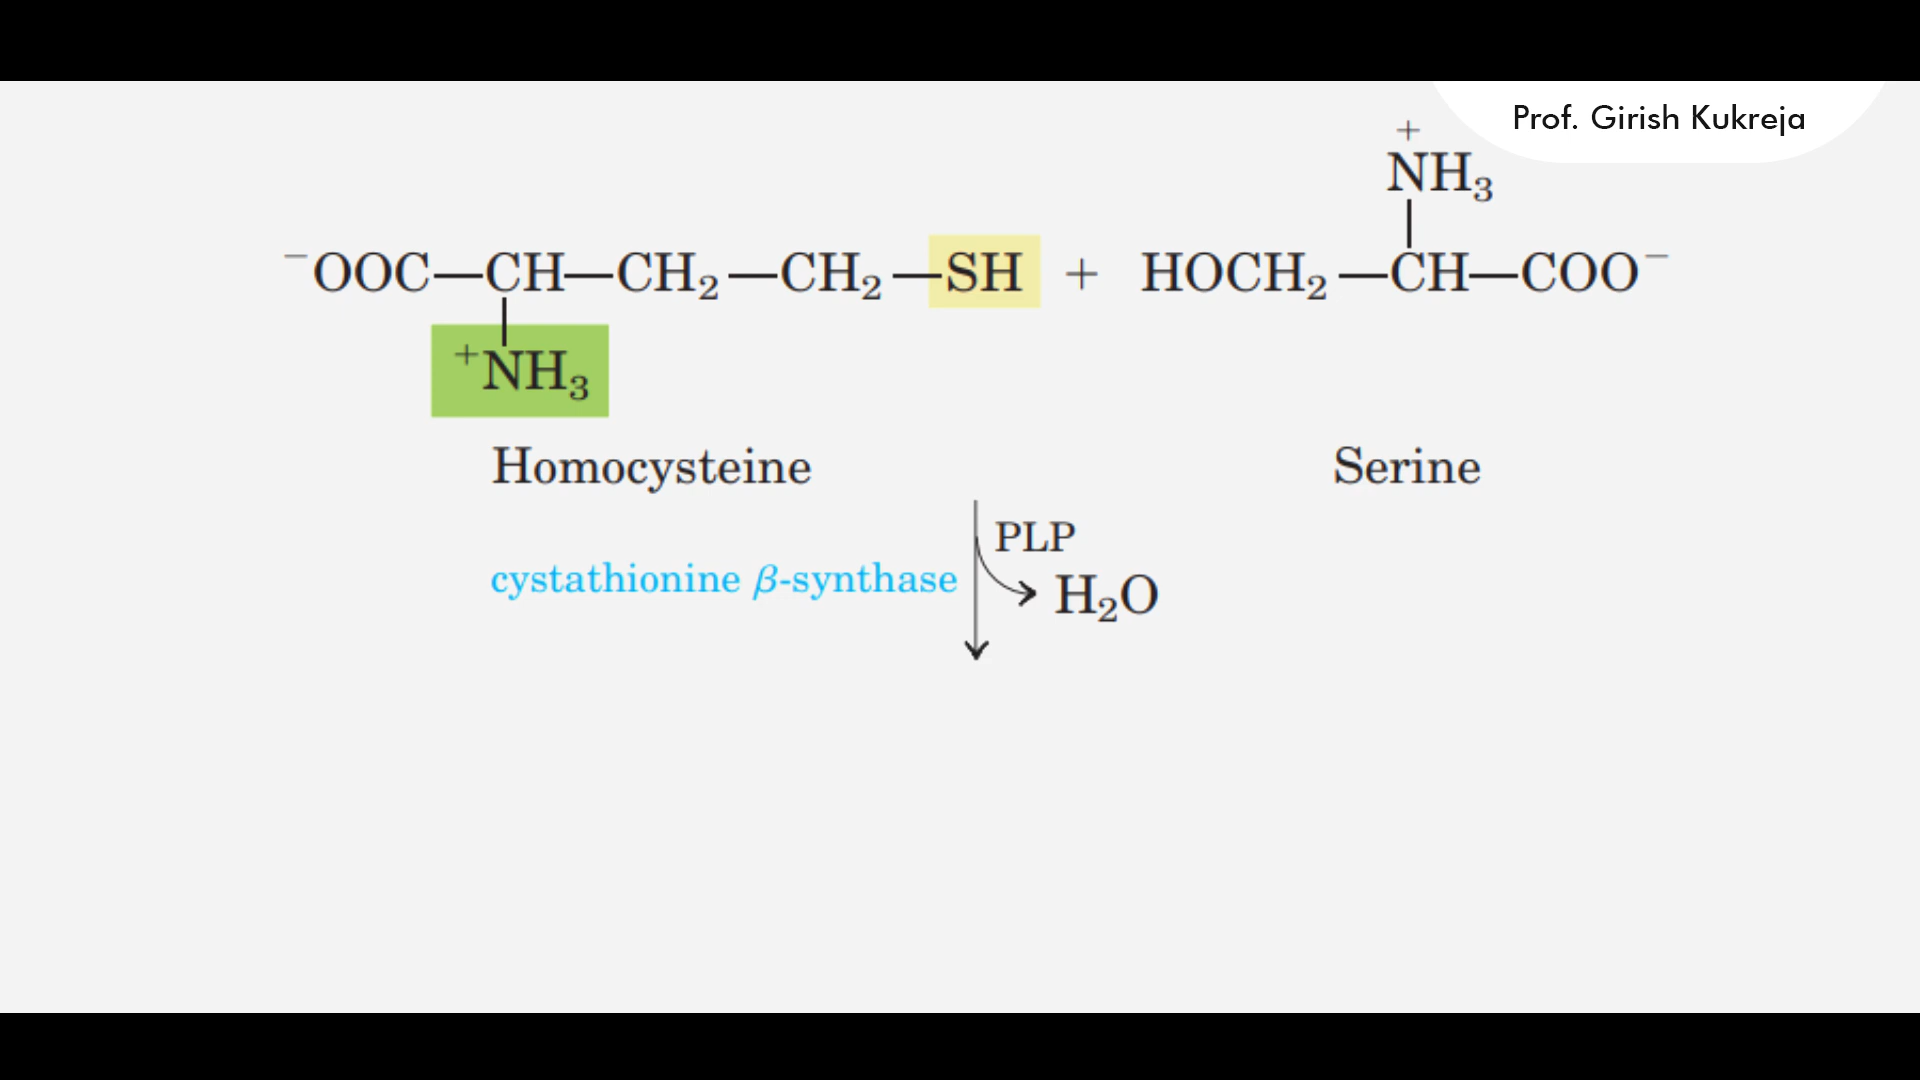 Prof. Girish Kukreja
+
NH₃
⁻OOC—CH—CH₂—CH₂—SH + HOCH₂—CH—COO⁻
⁺NH₃
Homocysteine Serine
PLP
cystathionine β-synthase
H₂O